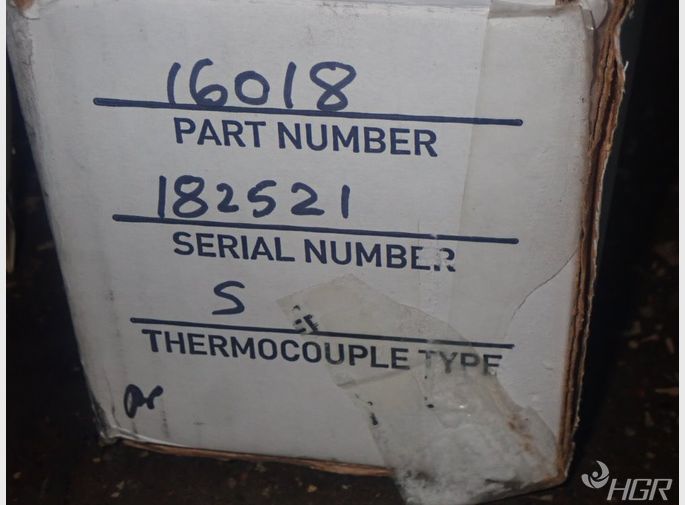 16018
PART NUMBER
182521
SERIAL NUMBER
S
THERMOCOUPLE TYPE
HGR